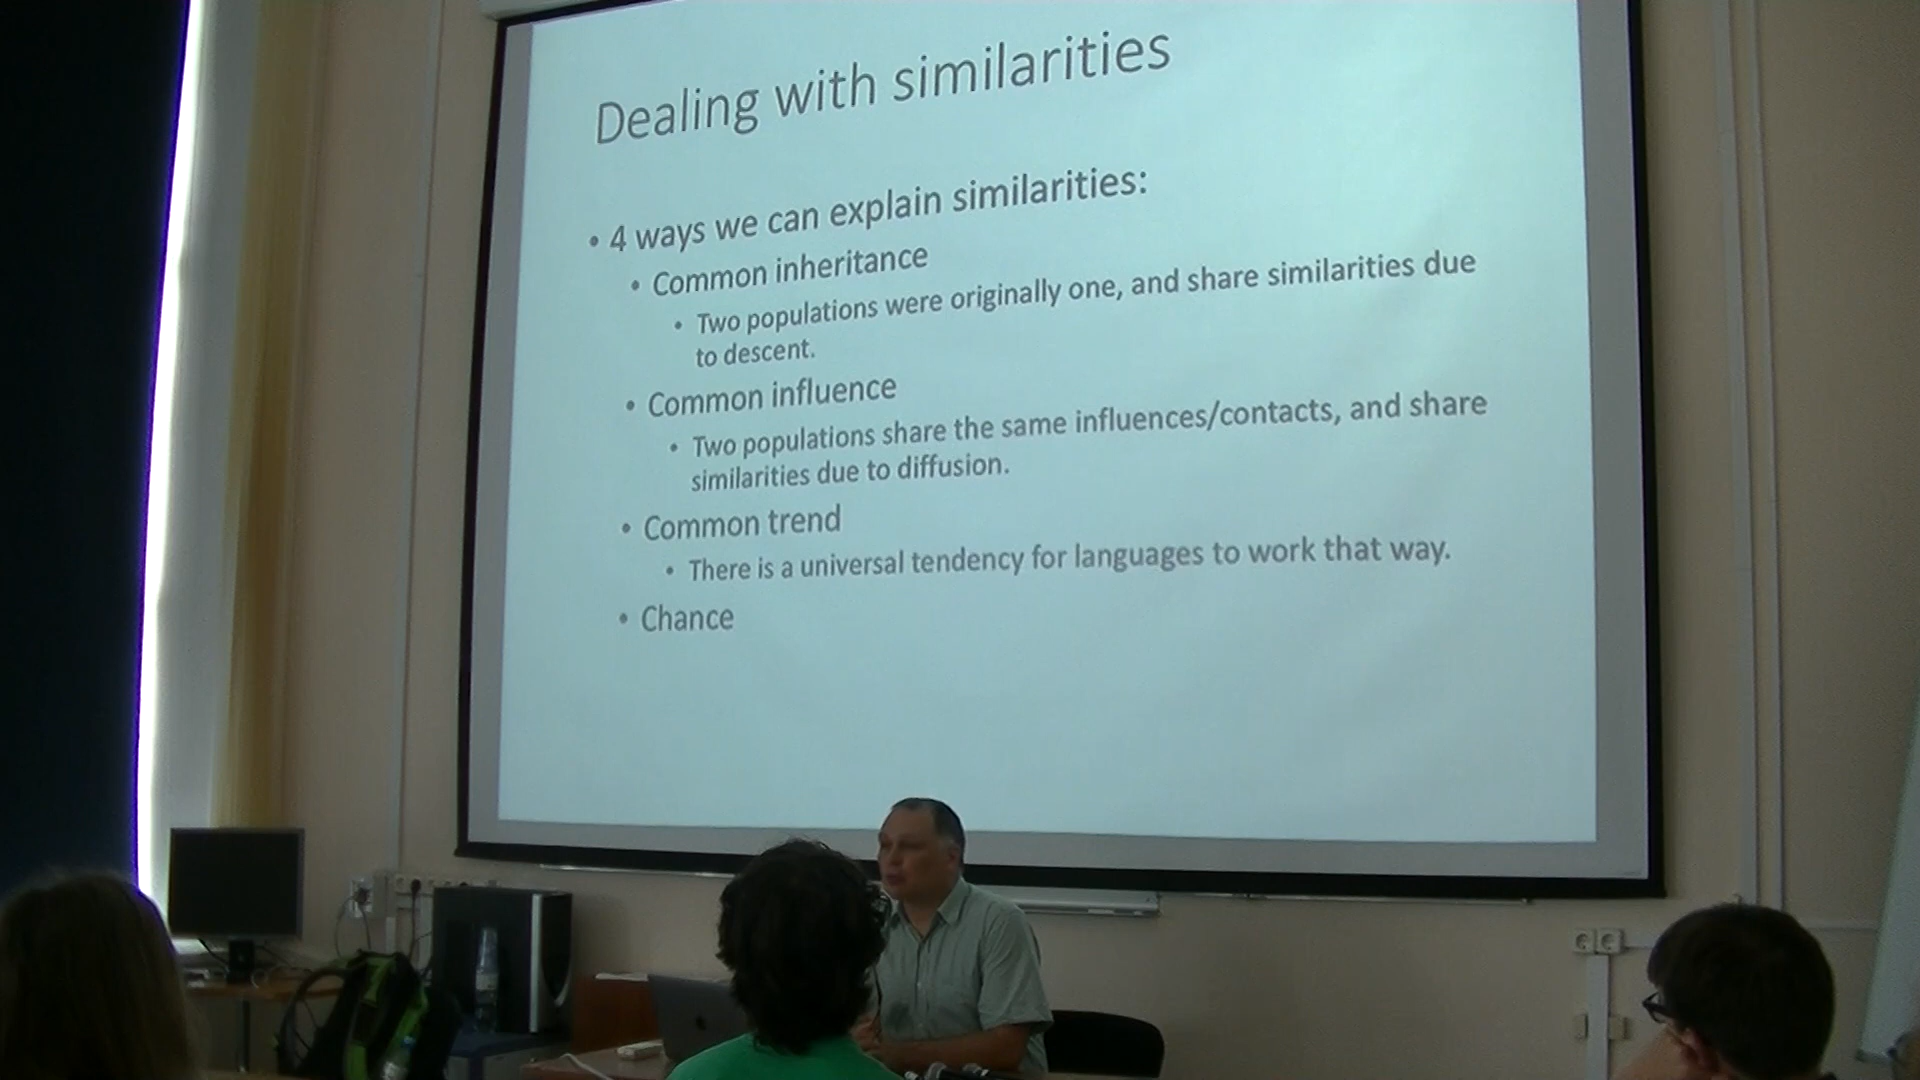 Dealing with similarities
• 4 ways we can explain similarities:
• Common inheritance
• Two populations were originally one, and share similarities due
to descent.
• Common influence
• Two populations share the same influences/contacts, and share
similarities due to diffusion.
• Common trend
• There is a universal tendency for languages to work that way.
• Chance